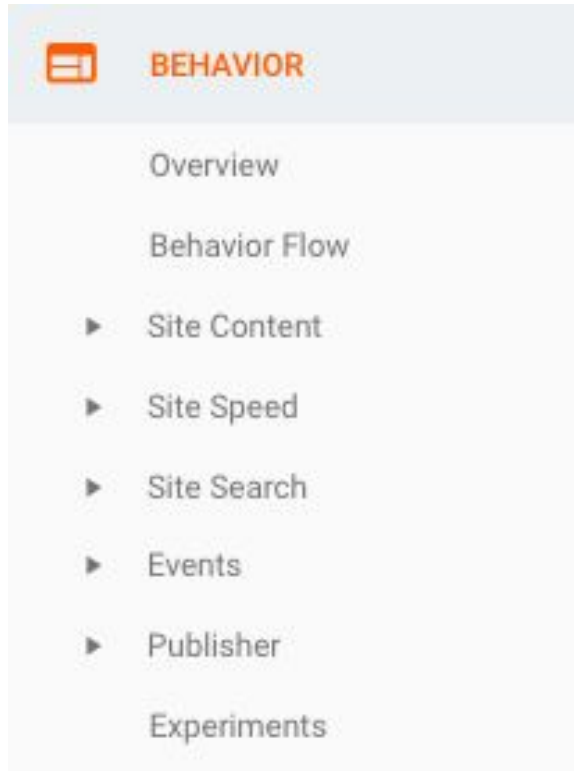 BEHAVIOR
Overview
Behavior Flow
Site Content
Site Speed
Site Search
Events
Publisher
Experiments